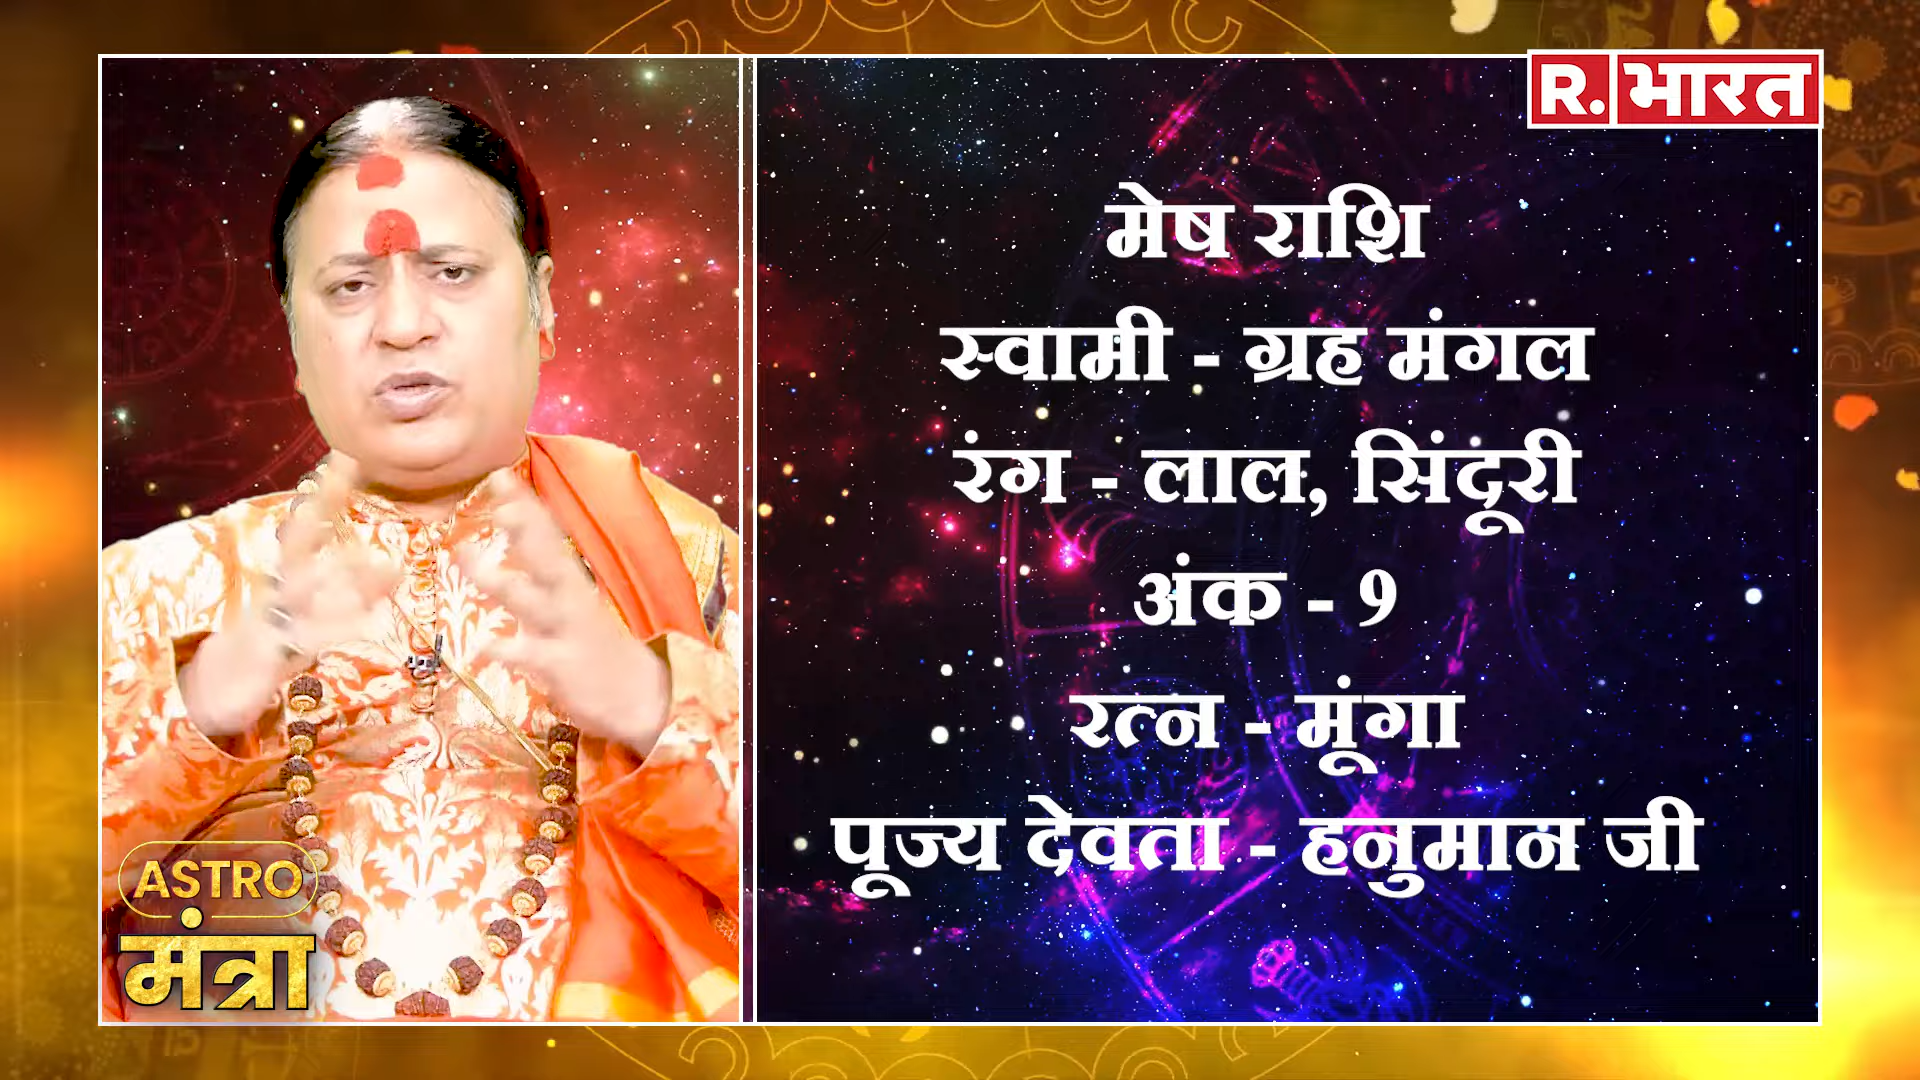 R. भारत
मेष राशि
स्वामी - ग्रह मंगल
रंग - लाल, सिंदूरी
अंक - 9
रत्न - मूंगा
पूज्य देवता - हनुमान जी
ASTRO
मंत्रा